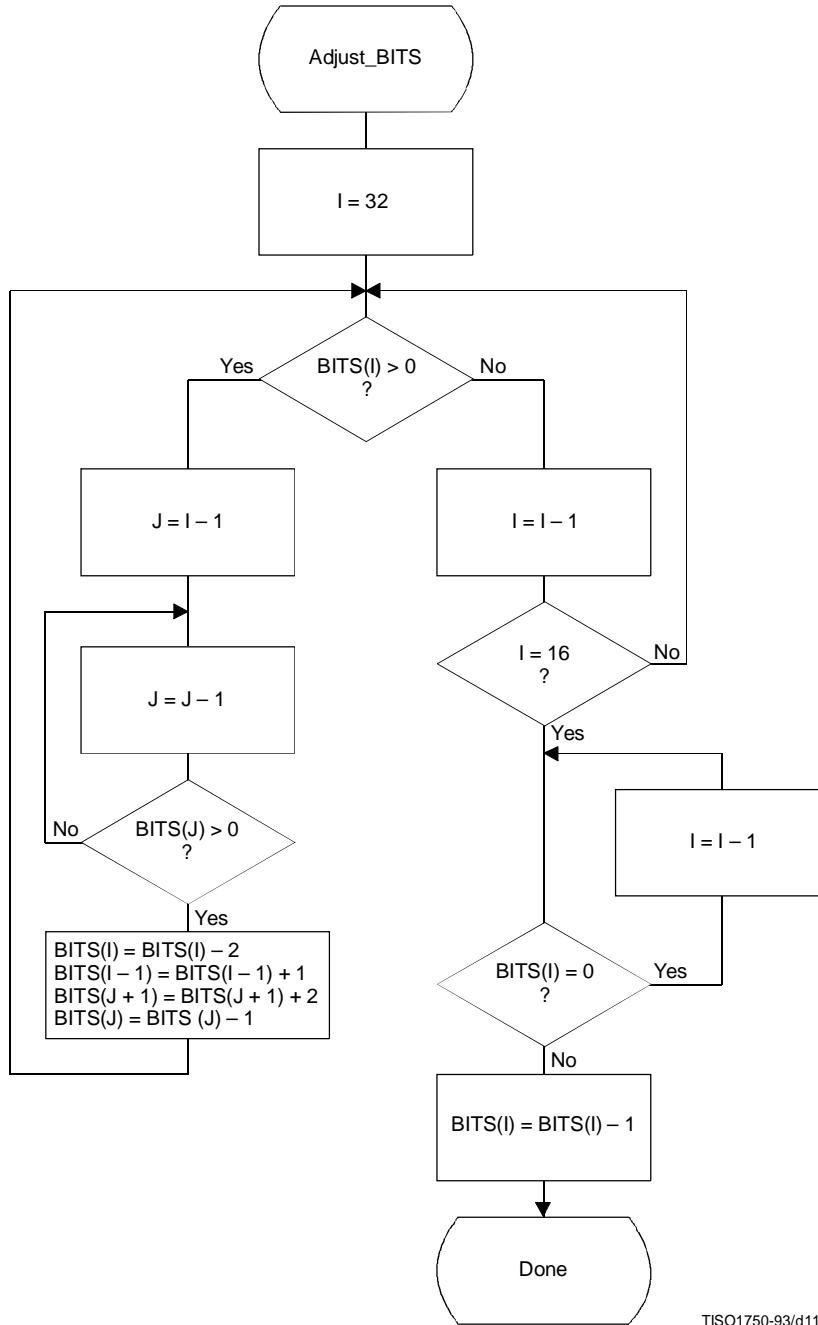 Adjust_BITS
I = 32
BITS(I) > 0
?
Yes
No
J = I – 1
I = I – 1
I = 16
?
No
Yes
J = J – 1
BITS(J) > 0
?
No
Yes
I = I – 1
BITS(I) = BITS(I) – 2
BITS(I – 1) = BITS(I – 1) + 1
BITS(J + 1) = BITS(J + 1) + 2
BITS(J) = BITS (J) – 1
BITS(I) = 0
?
Yes
No
BITS(I) = BITS(I) – 1
Done
TISO1750-93/d11